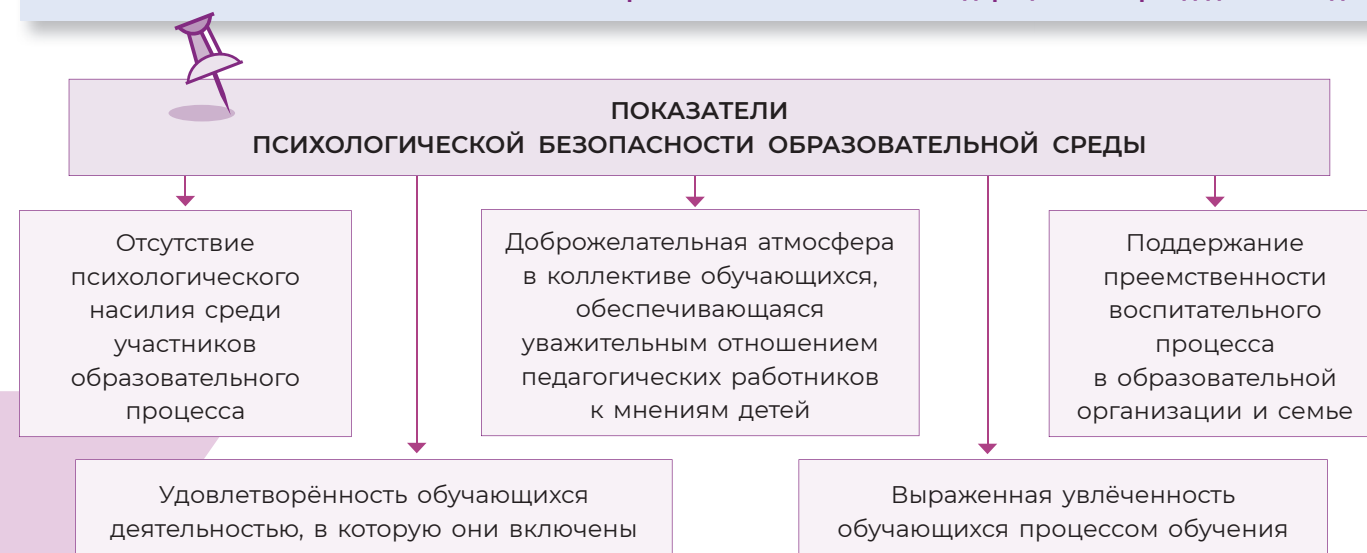 ПОКАЗАТЕЛИ
ПСИХОЛОГИЧЕСКОЙ БЕЗОПАСНОСТИ ОБРАЗОВАТЕЛЬНОЙ СРЕДЫ
Отсутствие
психологического
насилия среди
участников
образовательного
процесса
Доброжелательная атмосфера
в коллективе обучающихся,
обеспечивающаяся
уважительным отношением
педагогических работников
к мнениям детей
Поддержание
преемственности
воспитательного
процесса
в образовательной
организации и семье
Удовлетворённость обучающихся
деятельностью, в которую они включены
Выраженная увлёченность
обучающихся процессом обучения